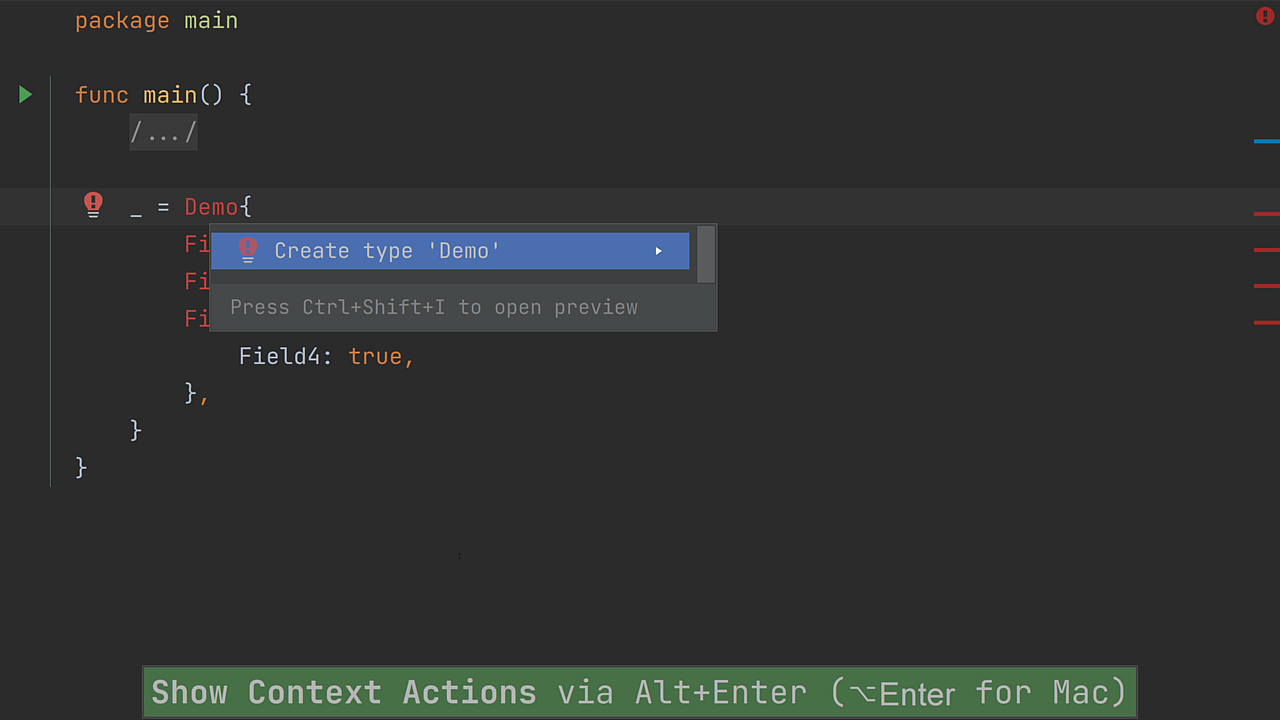 package main
func main() {
/.../
_ = Demo{
Fi
Create type 'Demo'
Fi
Press Ctrl+Shift+I to open preview
Fi
Field4: true,
},
}
}
Show Context Actions via Alt+Enter (⌥Enter for Mac)